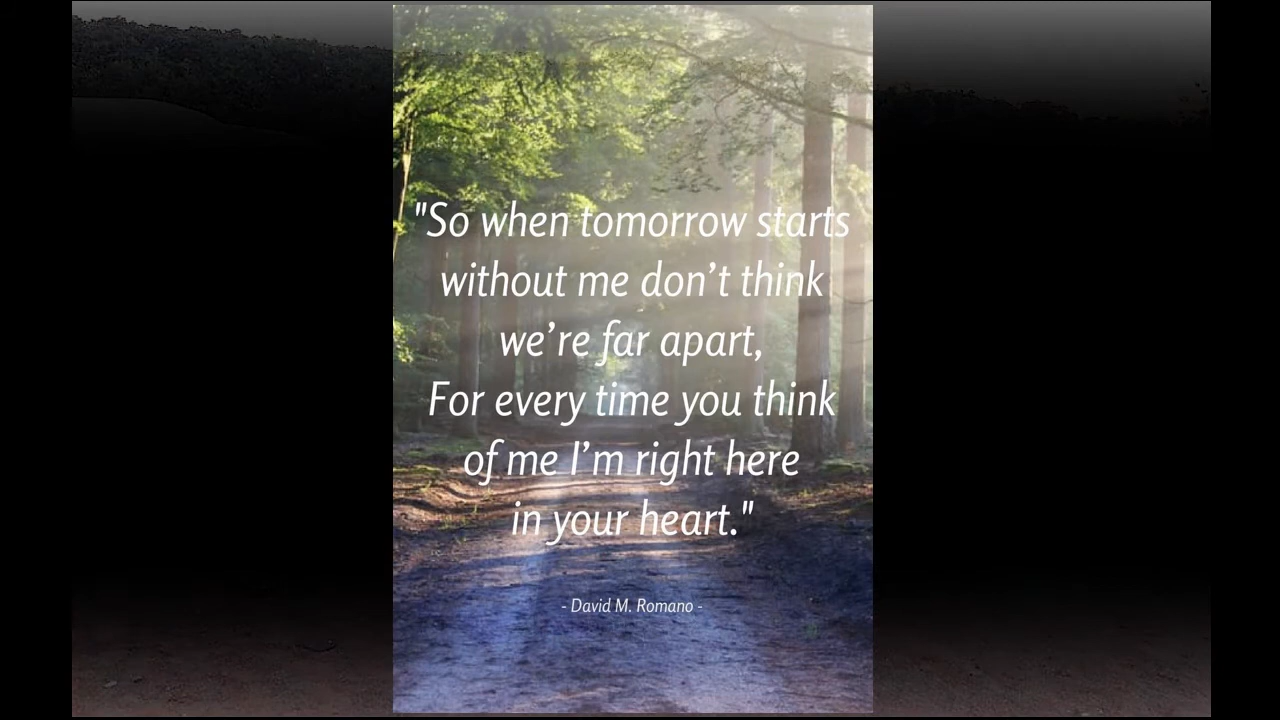 "So when tomorrow starts
without me don’t think
we’re far apart,
For every time you think
of me I’m right here
in your heart."
- David M. Romano -